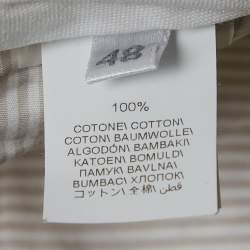 48
100%
COTONE\ COTTON\
COTON\ BAUMWOLLE\
ALGODÓN\ BAMBAKI\
KATOEN\ BOMULD\
ПАМУК\ BAVLNA\
BUMBAC\ ХЛОПОК\
コットン\ 全棉\ قطن